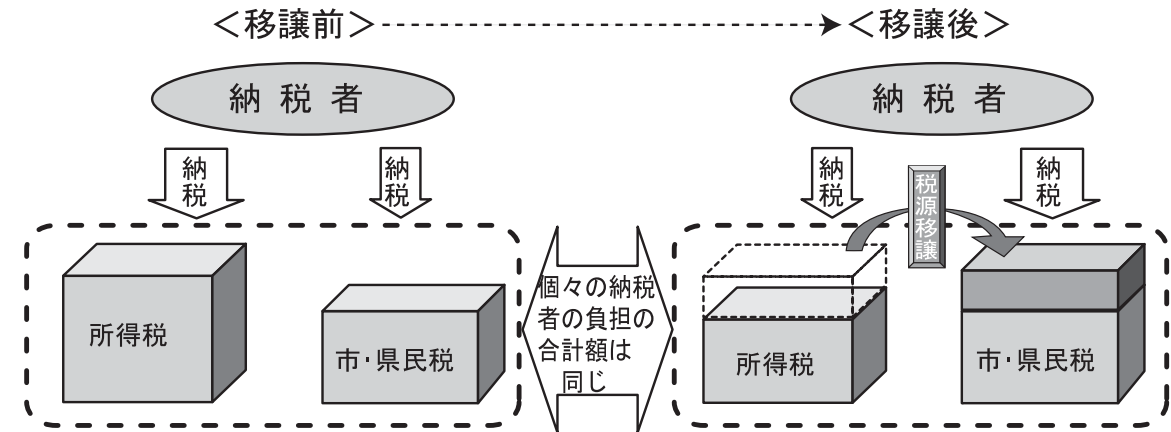 ＜移譲前＞
＜移譲後＞
納税者
納税者
納税
納税
納税
税源移譲
納税
所得税
市・県民税
個々の納税
者の負担の
合計額は
同じ
所得税
市・県民税